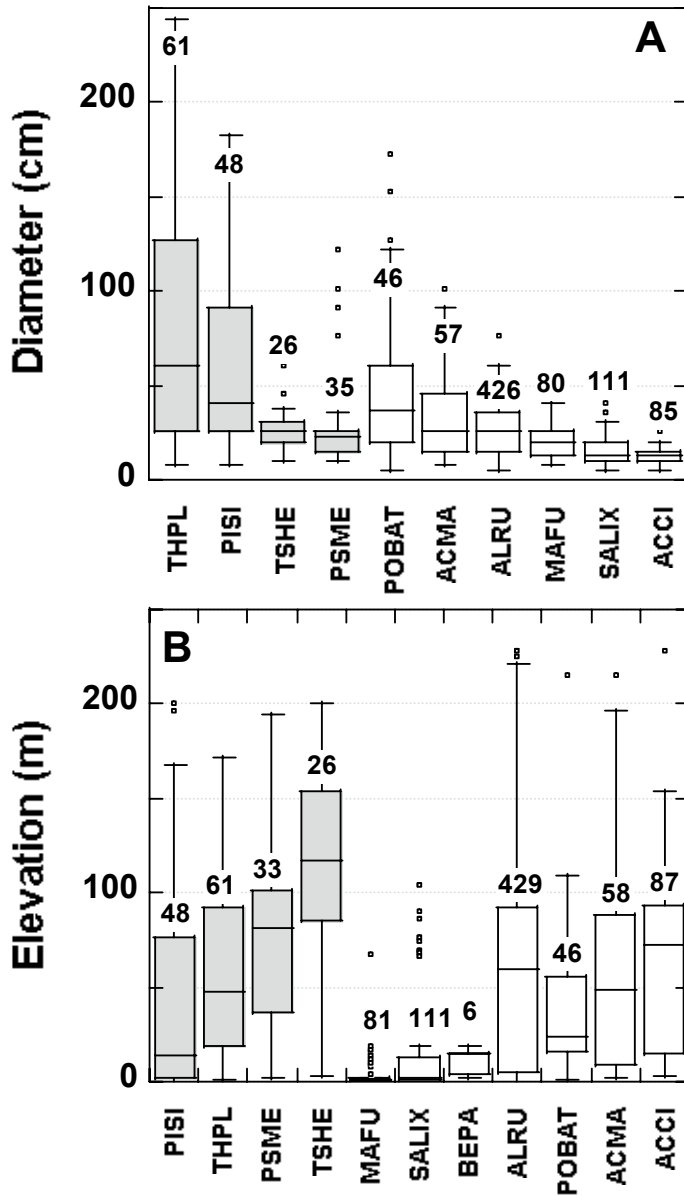 A
Diameter (cm)
200
100
0
61
48
26
35
46
57
426
80
111
85
THPL
PISI
TSHE
PSME
POBAT
ACMA
ALRU
MAFU
SALIX
ACCI
B
Elevation (m)
200
100
0
48
61
33
26
81
111
6
429
46
58
87
PISI
THPL
PSME
TSHE
MAFU
SALIX
BEPA
ALRU
POBAT
ACMA
ACCI